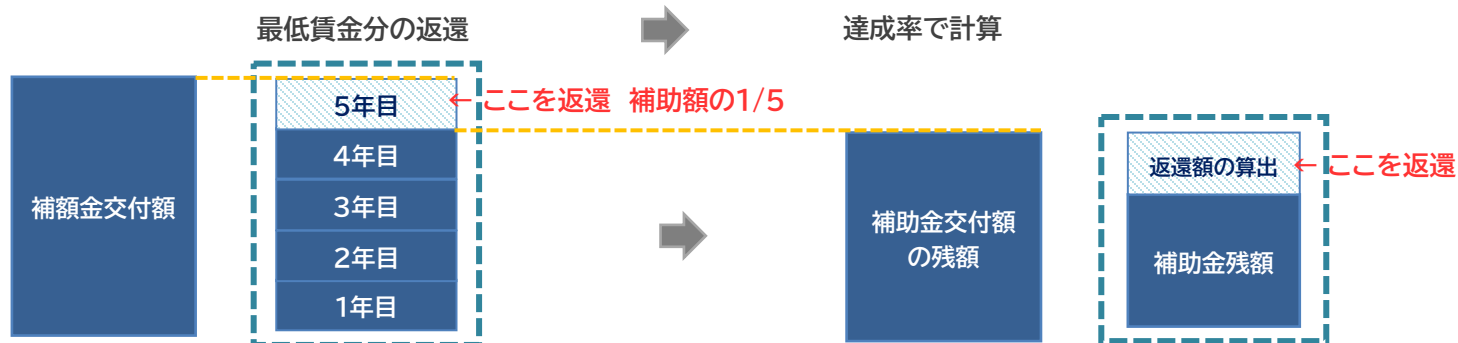 最低賃金分の返還
達成率で計算
補額金交付額
5年目
← ここを返還 補助額の1/5
4年目
3年目
2年目
1年目
補助金交付額
の残額
返還額の算出
← ここを返還
補助金残額